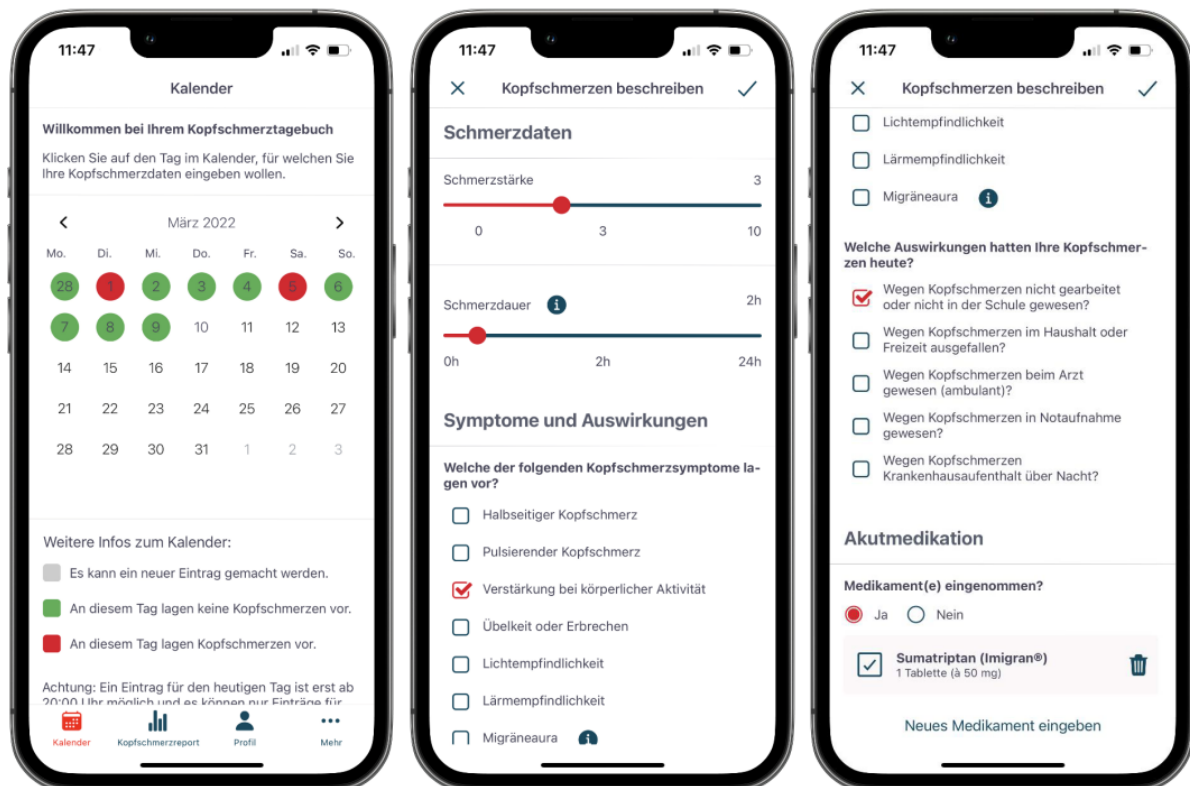 11:47
Kalender
Willkommen bei Ihrem Kopfschmerztagebuch
Klicken Sie auf den Tag im Kalender, für welchen Sie
Ihre Kopfschmerzdaten eingeben wollen.
März 2022
Mo. Di. Mi. Do. Fr. Sa. So.
28 1 2 3 4 5 6
7 8 9 10 11 12 13
14 15 16 17 18 19 20
21 22 23 24 25 26 27
28 29 30 31 1 2 3
Weitere Infos zum Kalender:
Es kann ein neuer Eintrag gemacht werden.
An diesem Tag lagen keine Kopfschmerzen vor.
An diesem Tag lagen Kopfschmerzen vor.
Achtung: Ein Eintrag für den heutigen Tag ist erst ab
20:00 Uhr möglich und es können nur Einträge für
Kalender Kopfschmerzreport Profil Mehr
11:47
Kopfschmerzen beschreiben
Schmerzdaten
Schmerzstärke 3
0 3 10
Schmerzdauer i 2h
0h 2h 24h
Symptome und Auswirkungen
Welche der folgenden Kopfschmerzsymptome la-
gen vor?
Halbseitiger Kopfschmerz
Pulsierender Kopfschmerz
Verstärkung bei körperlicher Aktivität
Übelkeit oder Erbrechen
Lichtempfindlichkeit
Lärmempfindlichkeit
Migräneaura i
11:47
Kopfschmerzen beschreiben
Lichtempfindlichkeit
Lärmempfindlichkeit
Migräneaura i
Welche Auswirkungen hatten Ihre Kopfschmer-
zen heute?
Wegen Kopfschmerzen nicht gearbeitet
oder nicht in der Schule gewesen?
Wegen Kopfschmerzen im Haushalt oder
Freizeit ausgefallen?
Wegen Kopfschmerzen beim Arzt
gewesen (ambulant)?
Wegen Kopfschmerzen in Notaufnahme
gewesen?
Wegen Kopfschmerzen
Krankenhausaufenthalt über Nacht?
Akutmedikation
Medikament(e) eingenommen?
Ja Nein
Sumatriptan (Imigran®)
1 Tablette (à 50 mg)
Neues Medikament eingeben